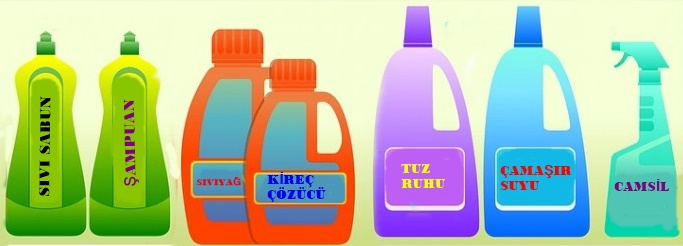 SIVI SABUN
ŞAMPUAN
SIVIYAĞ
KİREÇ
ÇÖZÜCÜ
TUZ
RUHU
ÇAMAŞIR
SUYU
CAMSİL